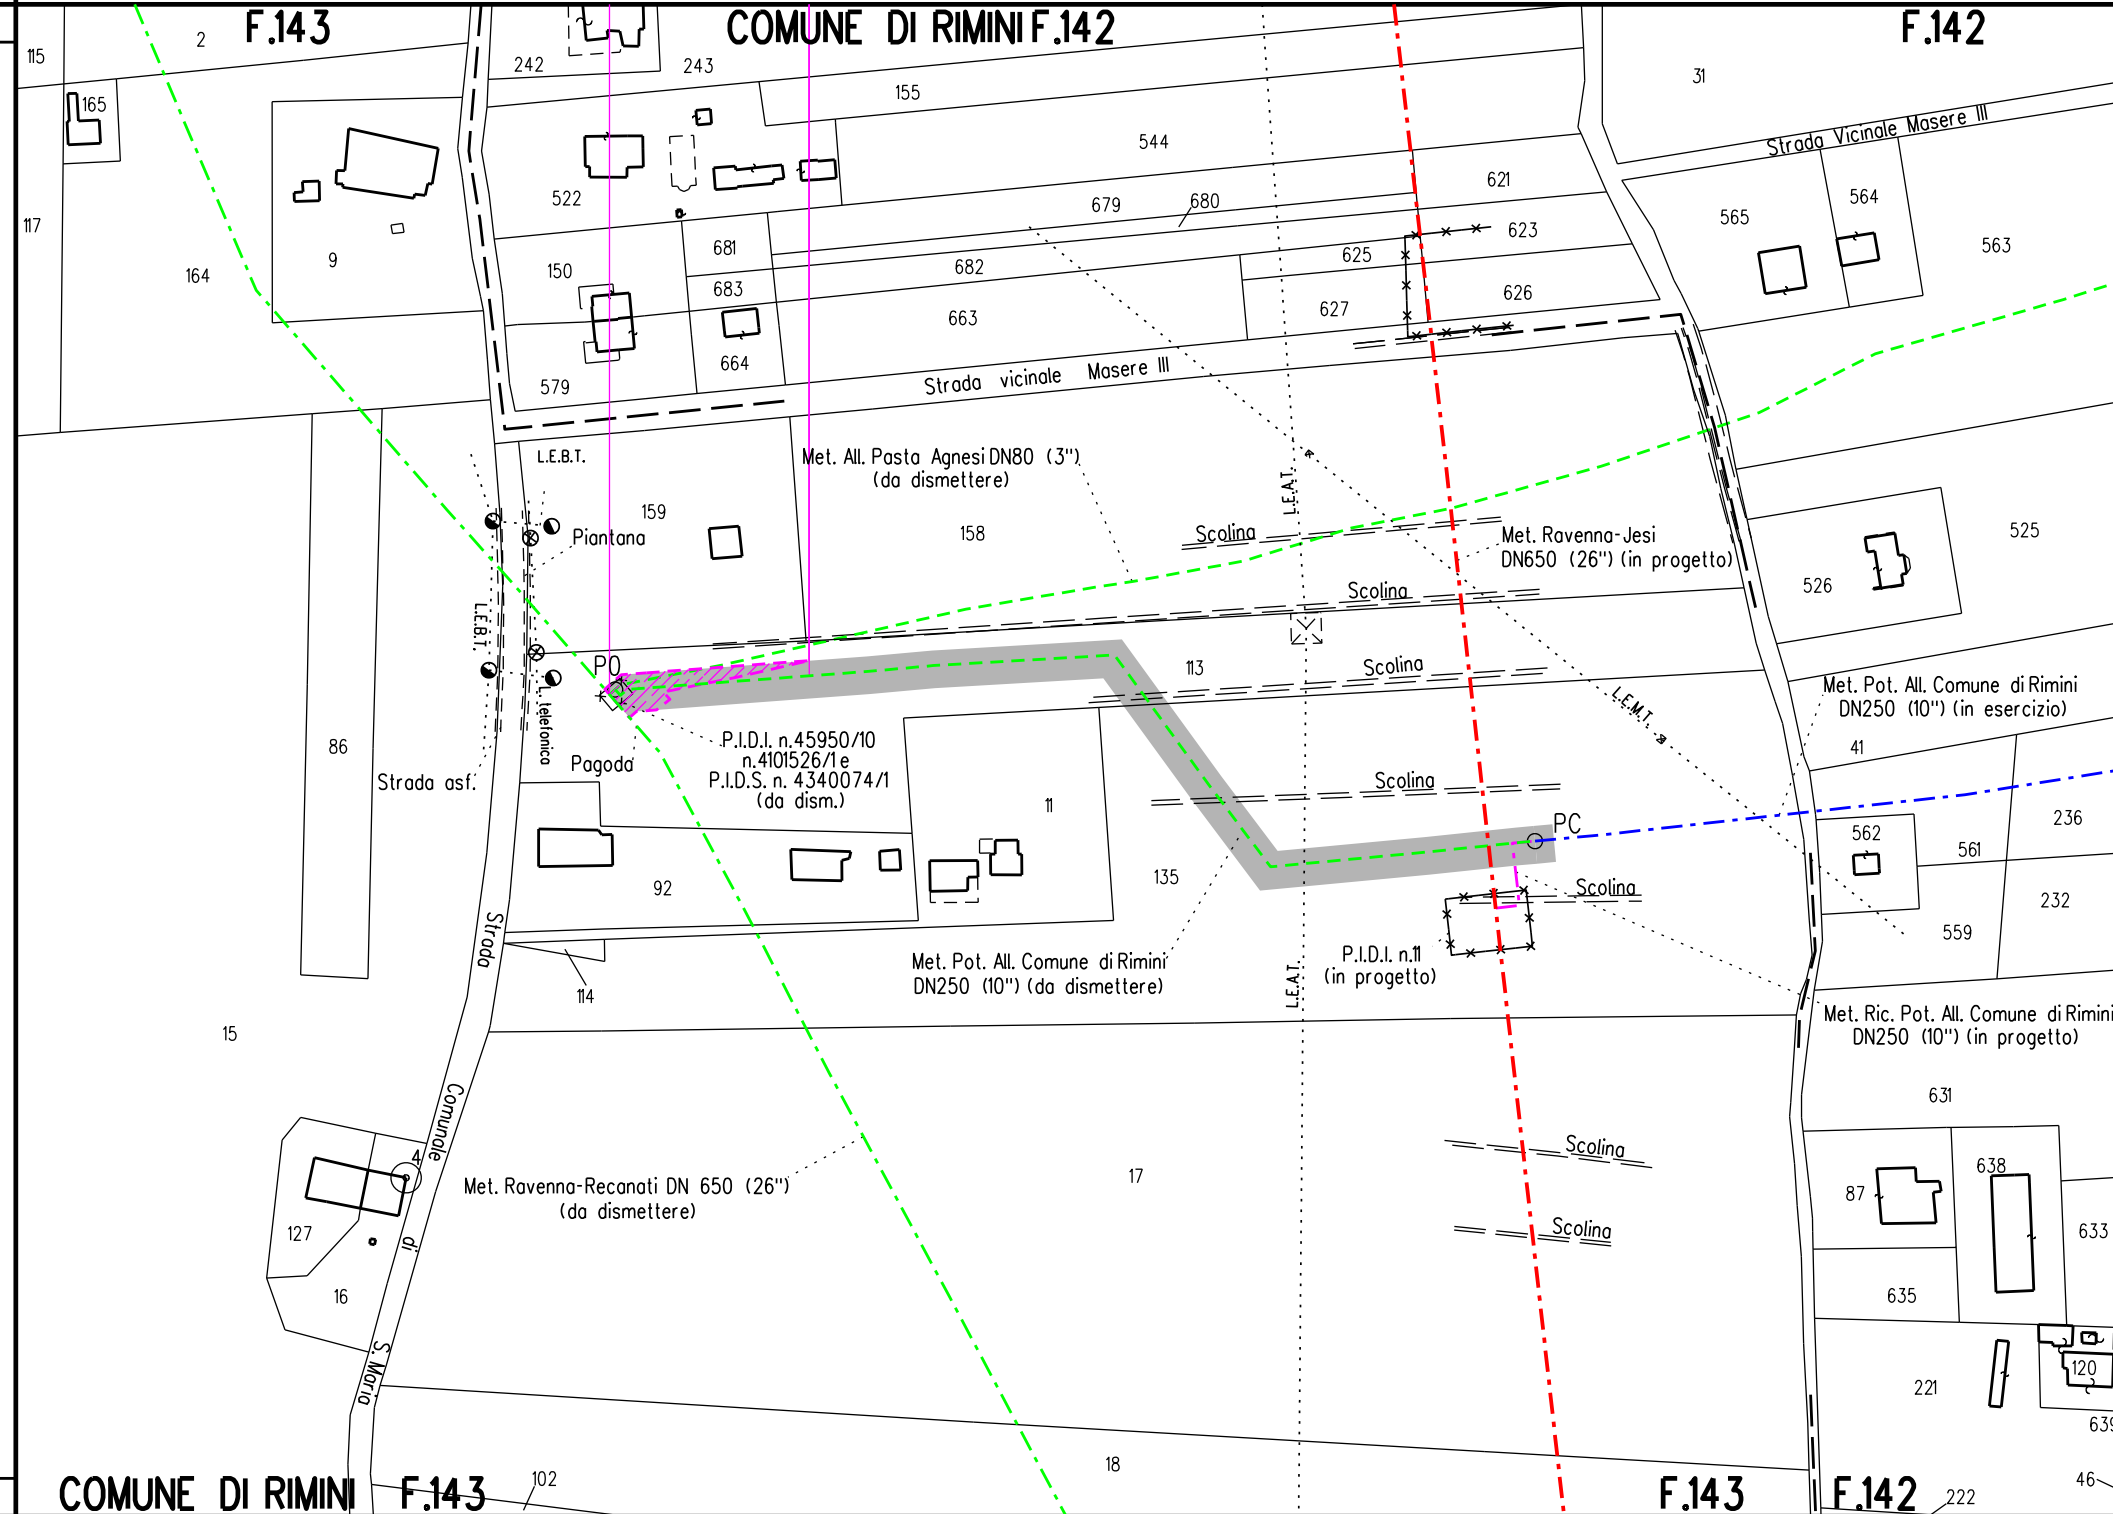 F.143
COMUNE DI RIMINI F.142
F.142
115
2
242
243
155
31
165
544
Strada Vicinale Masere III
621
117
522
679
680
565
564
623
563
164
9
681
150
682
625
683
626
627
663
664
579
Strada vicinale Masere III
L.E.B.T.
Met. All. Pasta Agnesi DN80 (3")
(da dismettere)
L.E.A.T.
159
158
Piantana
Scolina
Met. Ravenna-Jesi
DN650 (26") (in progetto)
525
526
Scolina
L.E.B.T.
P0
113
Scolina
L.E.M.T.
Met. Pot. All. Comune di Rimini
DN250 (10") (in esercizio)
L. telefonica
86
P.I.D.I. n.45950/10
n.4101526/1 e
P.I.D.S. n. 4340074/1
(da dism.)
Pagoda
Strada asf.
41
Scolina
11
PC
236
562
561
135
92
Scolina
232
559
Strada
Met. Pot. All. Comune di Rimini
DN250 (10") (da dismettere)
P.I.D.I. n.11
(in progetto)
L.E.A.T.
114
15
Met. Ric. Pot. All. Comune di Rimini
DN250 (10") (in progetto)
631
Comunale
4
Scolina
638
17
Met. Ravenna-Recanati DN 650 (26")
(da dismettere)
87
127
di
Scolina
633
16
635
S. Maria
120
221
639
18
102
COMUNE DI RIMINI F.143
F.143
F.142
46
222